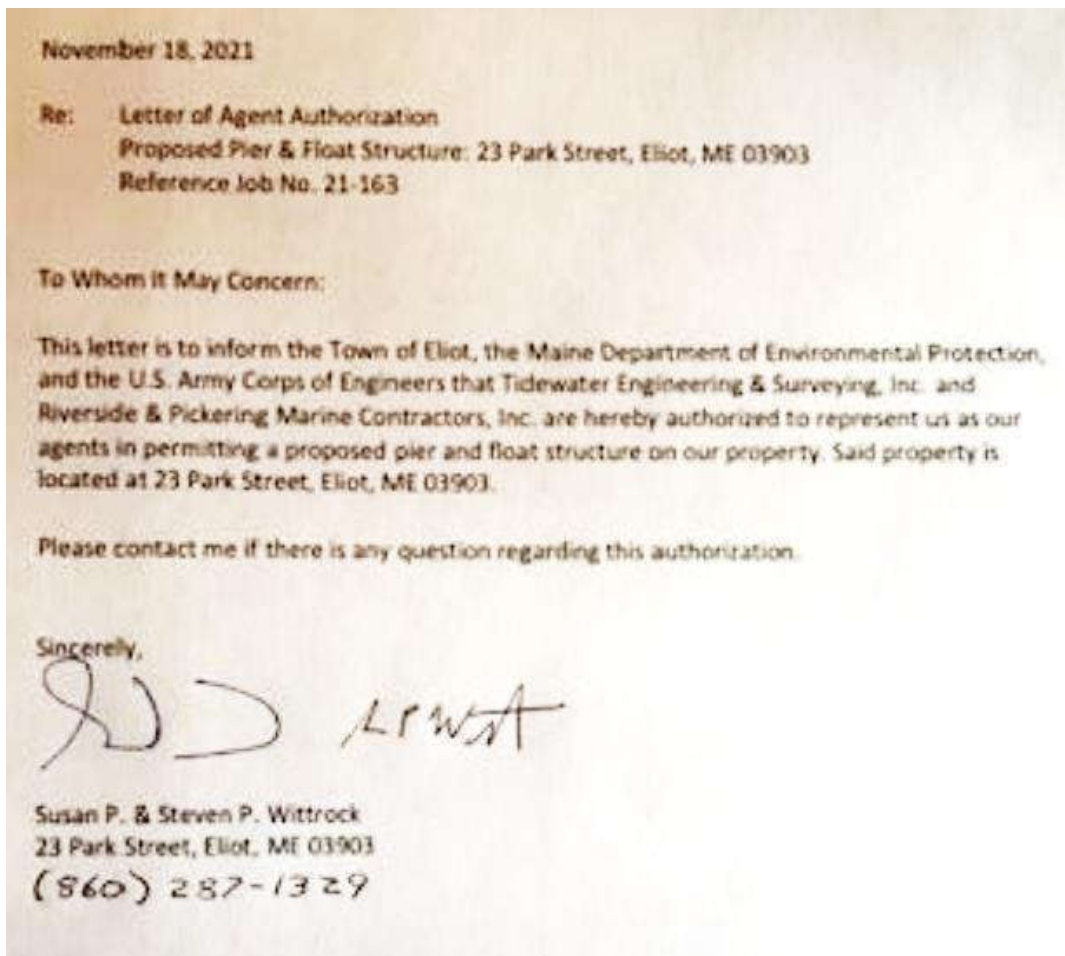 November 18, 2021
Re: Letter of Agent Authorization
Proposed Pier & Float Structure: 23 Park Street, Eliot, ME 03903
Reference Job No. 21-163
To Whom It May Concern:
This letter is to inform the Town of Eliot, the Maine Department of Environmental Protection,
and the U.S. Army Corps of Engineers that Tidewater Engineering & Surveying, Inc. and
Riverside & Pickering Marine Contractors, Inc. are hereby authorized to represent us as our
agents in permitting a proposed pier and float structure on our property. Said property is
located at 23 Park Street, Eliot, ME 03903.
Please contact me if there is any question regarding this authorization.
Sincerely,
Susan P. & Steven P. Wittrock
23 Park Street, Eliot, ME 03903
(860) 287-1329